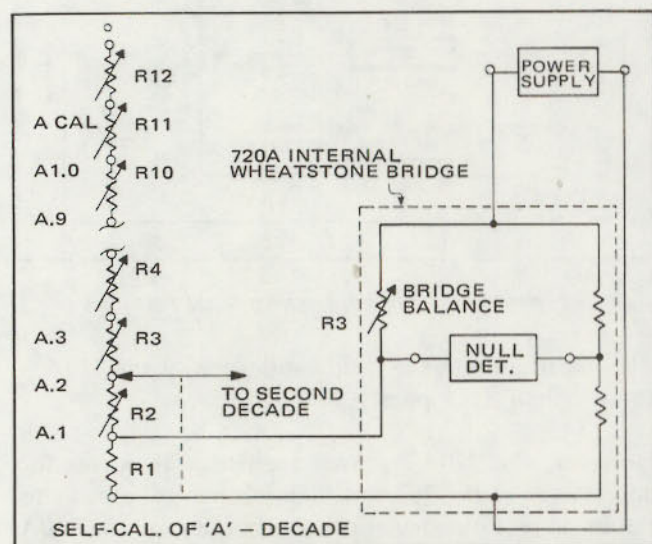 R12
A CAL
R11
A1.0
R10
A.9
R4
A.3
R3
A.2
R2
A.1
R1
TO SECOND
DECADE
720A INTERNAL
WHEATSTONE BRIDGE
POWER
SUPPLY
R3
BRIDGE
BALANCE
NULL
DET.
SELF-CAL. OF 'A' – DECADE